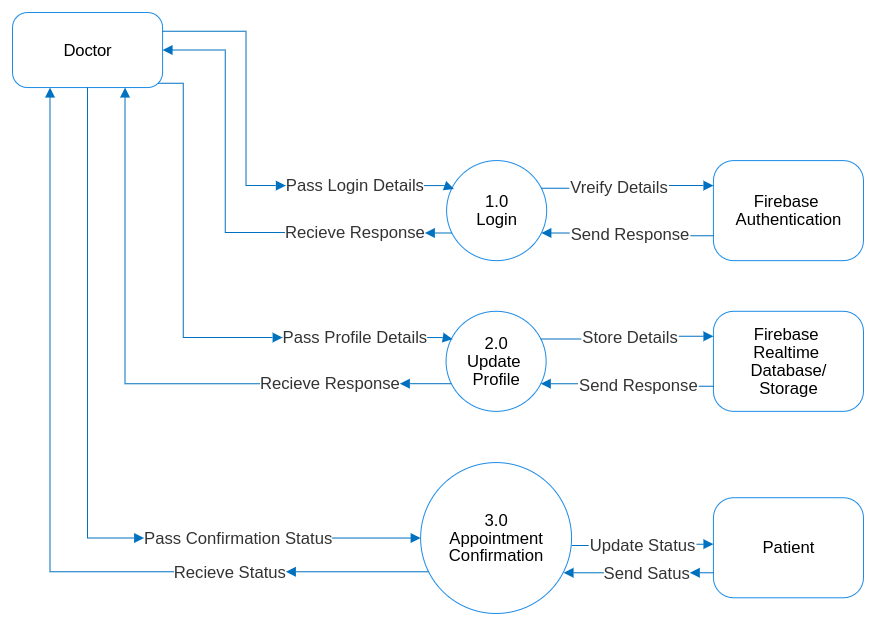 Doctor
Pass Login Details
1.0
Login
Vreify Details
Firebase
Authentication
Recieve Response
Send Response
Pass Profile Details
2.0
Update
Profile
Store Details
Firebase
Realtime
Database/
Storage
Recieve Response
Send Response
Pass Confirmation Status
3.0
Appointment
Confirmation
Update Status
Patient
Recieve Status
Send Satus